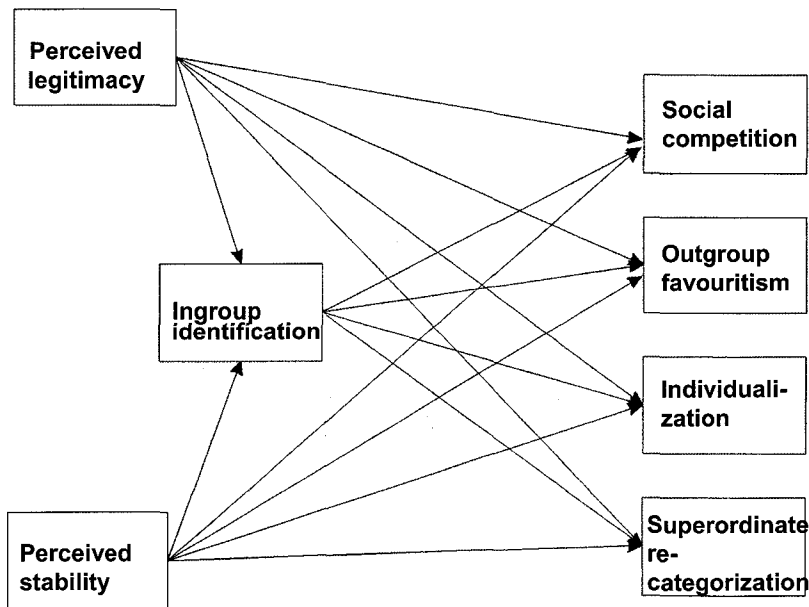 Perceived
legitimacy
Social
competition
Outgroup
favouritism
Ingroup
identification
Individuali-
zation
Perceived
stability
Superordinate
re-
categorization